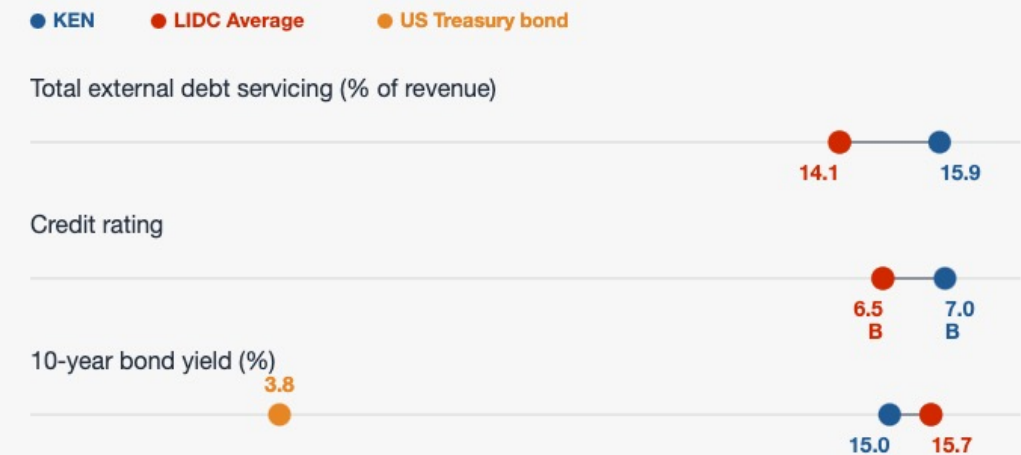 KEN LIDC Average US Treasury bond
Total external debt servicing (% of revenue)
14.1 15.9
Credit rating
6.5 7.0
B B
10-year bond yield (%)
3.8
15.0 15.7